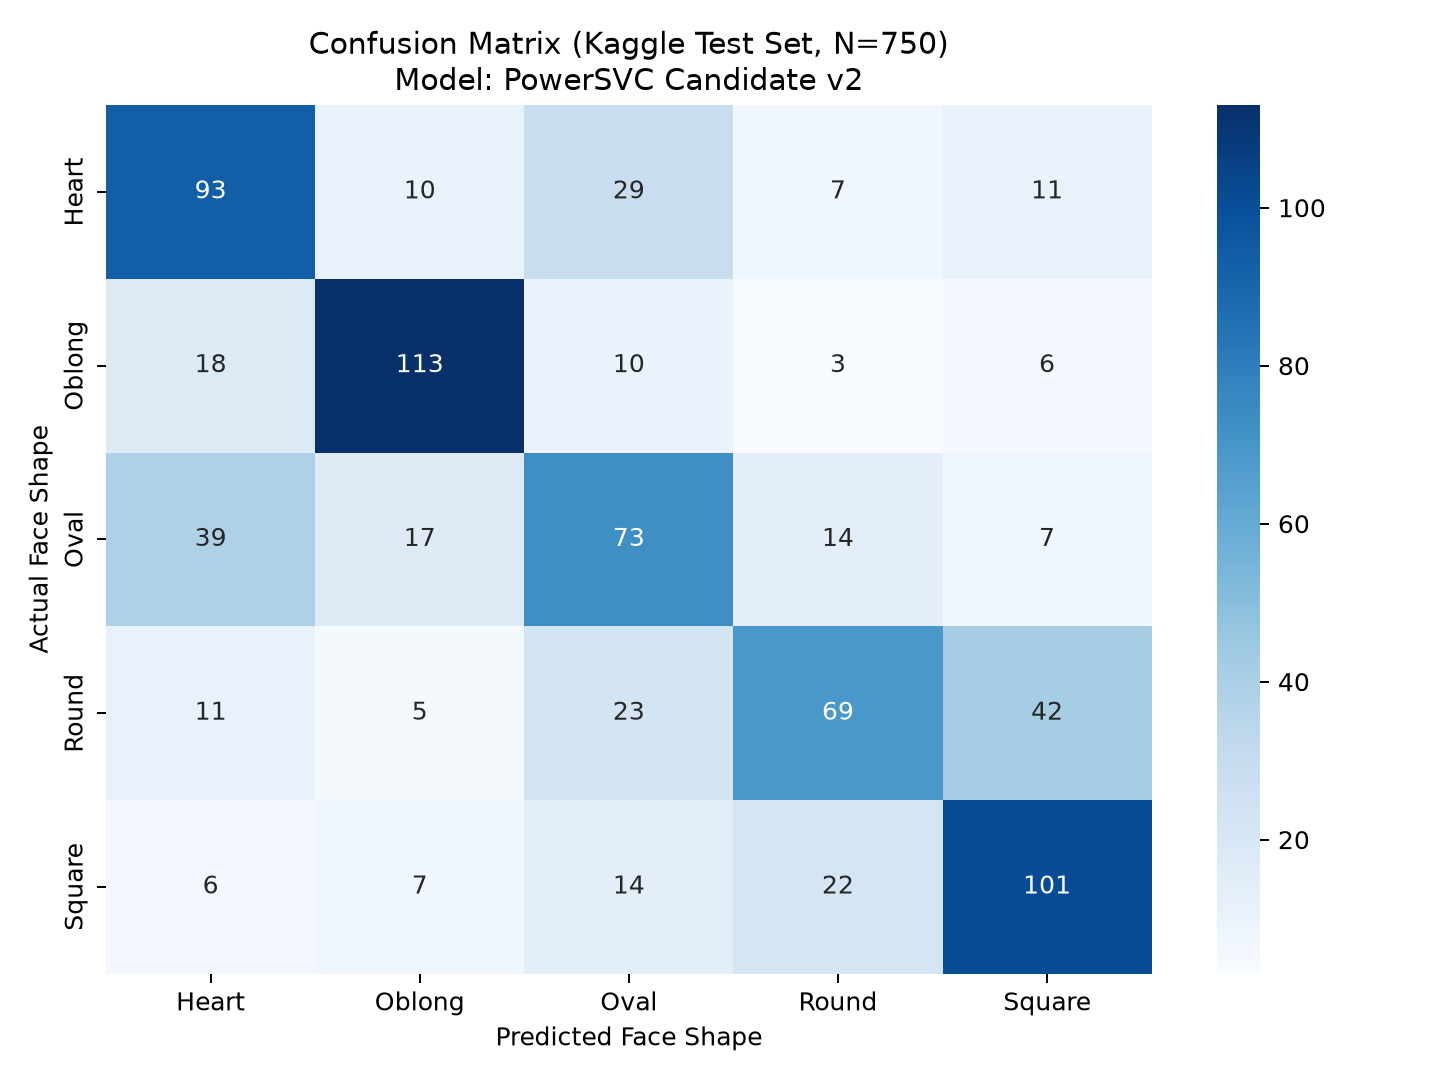 Confusion Matrix (Kaggle Test Set, N=750)
Model: PowerSVC Candidate v2
Actual Face Shape
Heart 93 10 29 7 11
Oblong 18 113 10 3 6
Oval 39 17 73 14 7
Round 11 5 23 69 42
Square 6 7 14 22 101
Heart Oblong Oval Round Square
Predicted Face Shape
100
80
60
40
20